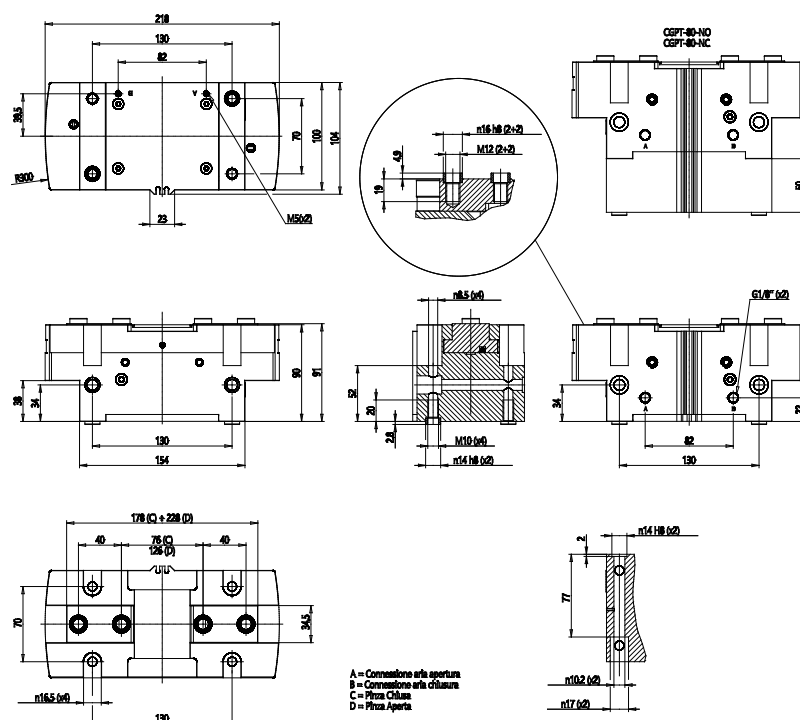 218
130
82
R
V
39.5
70
100
104
R300
23
M5(x2)
CGPT-80-NO
CGPT-80-NC
A
B
n16 h8 (2+2)
M12 (2+2)
4,9
19
38
34
90
91
130
154
n8.5 (x4)
52
20
2.8
M10 (x4)
n14 h8 (x2)
G1/8" (x2)
34
A
B
82
130
178 (C) ÷ 228 (D)
40
76 (C)
40
126 (D)
70
34.5
n16.5 (x4)
130
A = Connessione aria apertura
B = Connessione aria chiusura
C = Pinza Chiusa
D = Pinza Aperta
2
n14 H8 (x2)
77
n10.2 (x2)
n17 (x2)